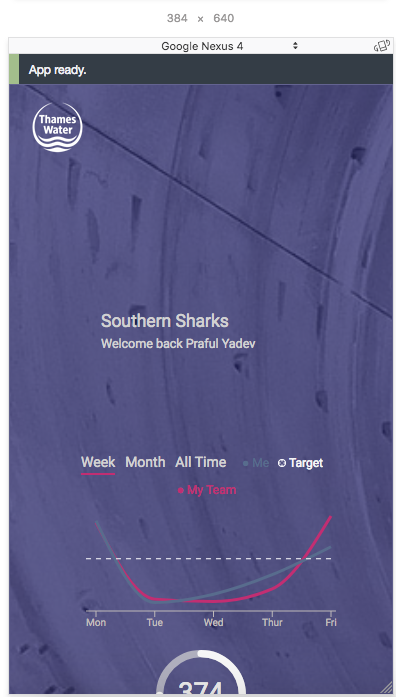 384 x 640
Google Nexus 4
App ready.
Thames
Water
Southern Sharks
Welcome back Praful Yadev
Week Month All Time Me Target
My Team
Mon Tue Wed Thur Fri
374